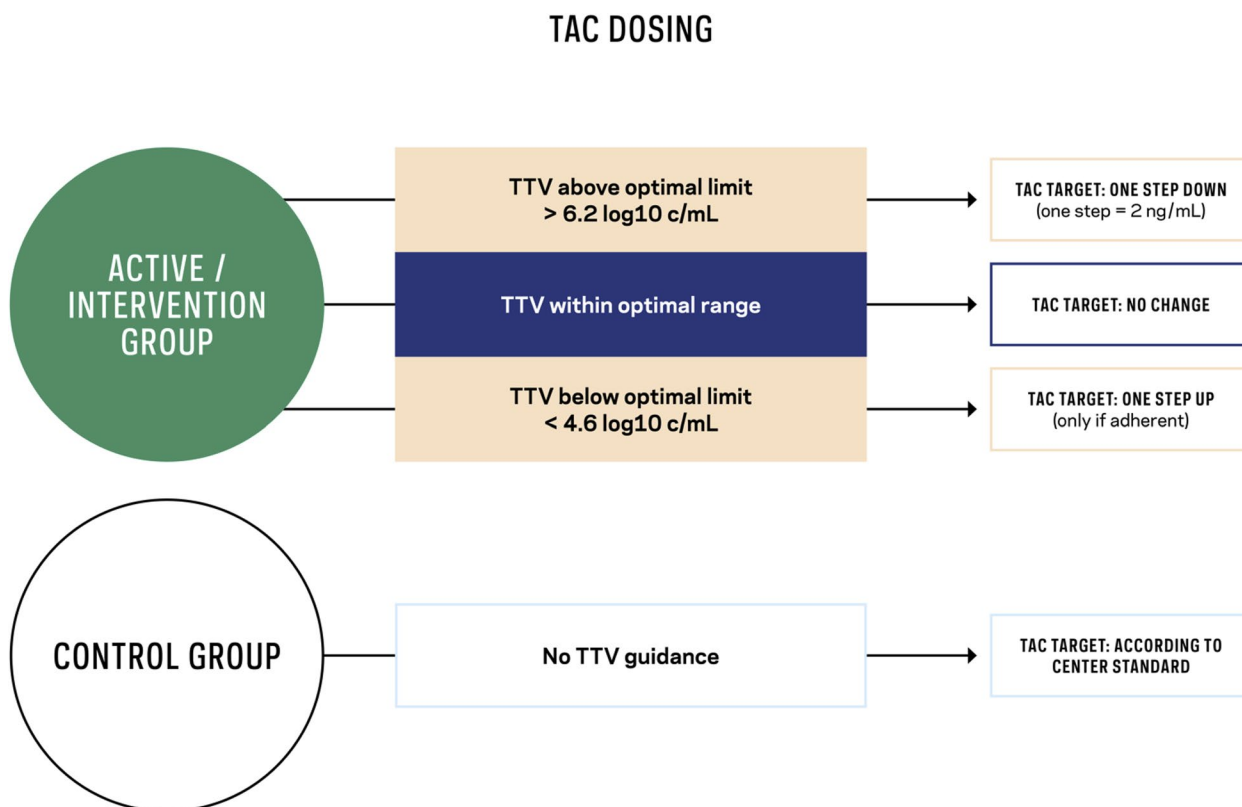 TAC DOSING
ACTIVE /
INTERVENTION
GROUP
TTV above optimal limit
> 6.2 log10 c/mL
TAC TARGET: ONE STEP DOWN
(one step = 2 ng/mL)
TTV within optimal range
TAC TARGET: NO CHANGE
TTV below optimal limit
< 4.6 log10 c/mL
TAC TARGET: ONE STEP UP
(only if adherent)
CONTROL GROUP
No TTV guidance
TAC TARGET: ACCORDING TO
CENTER STANDARD